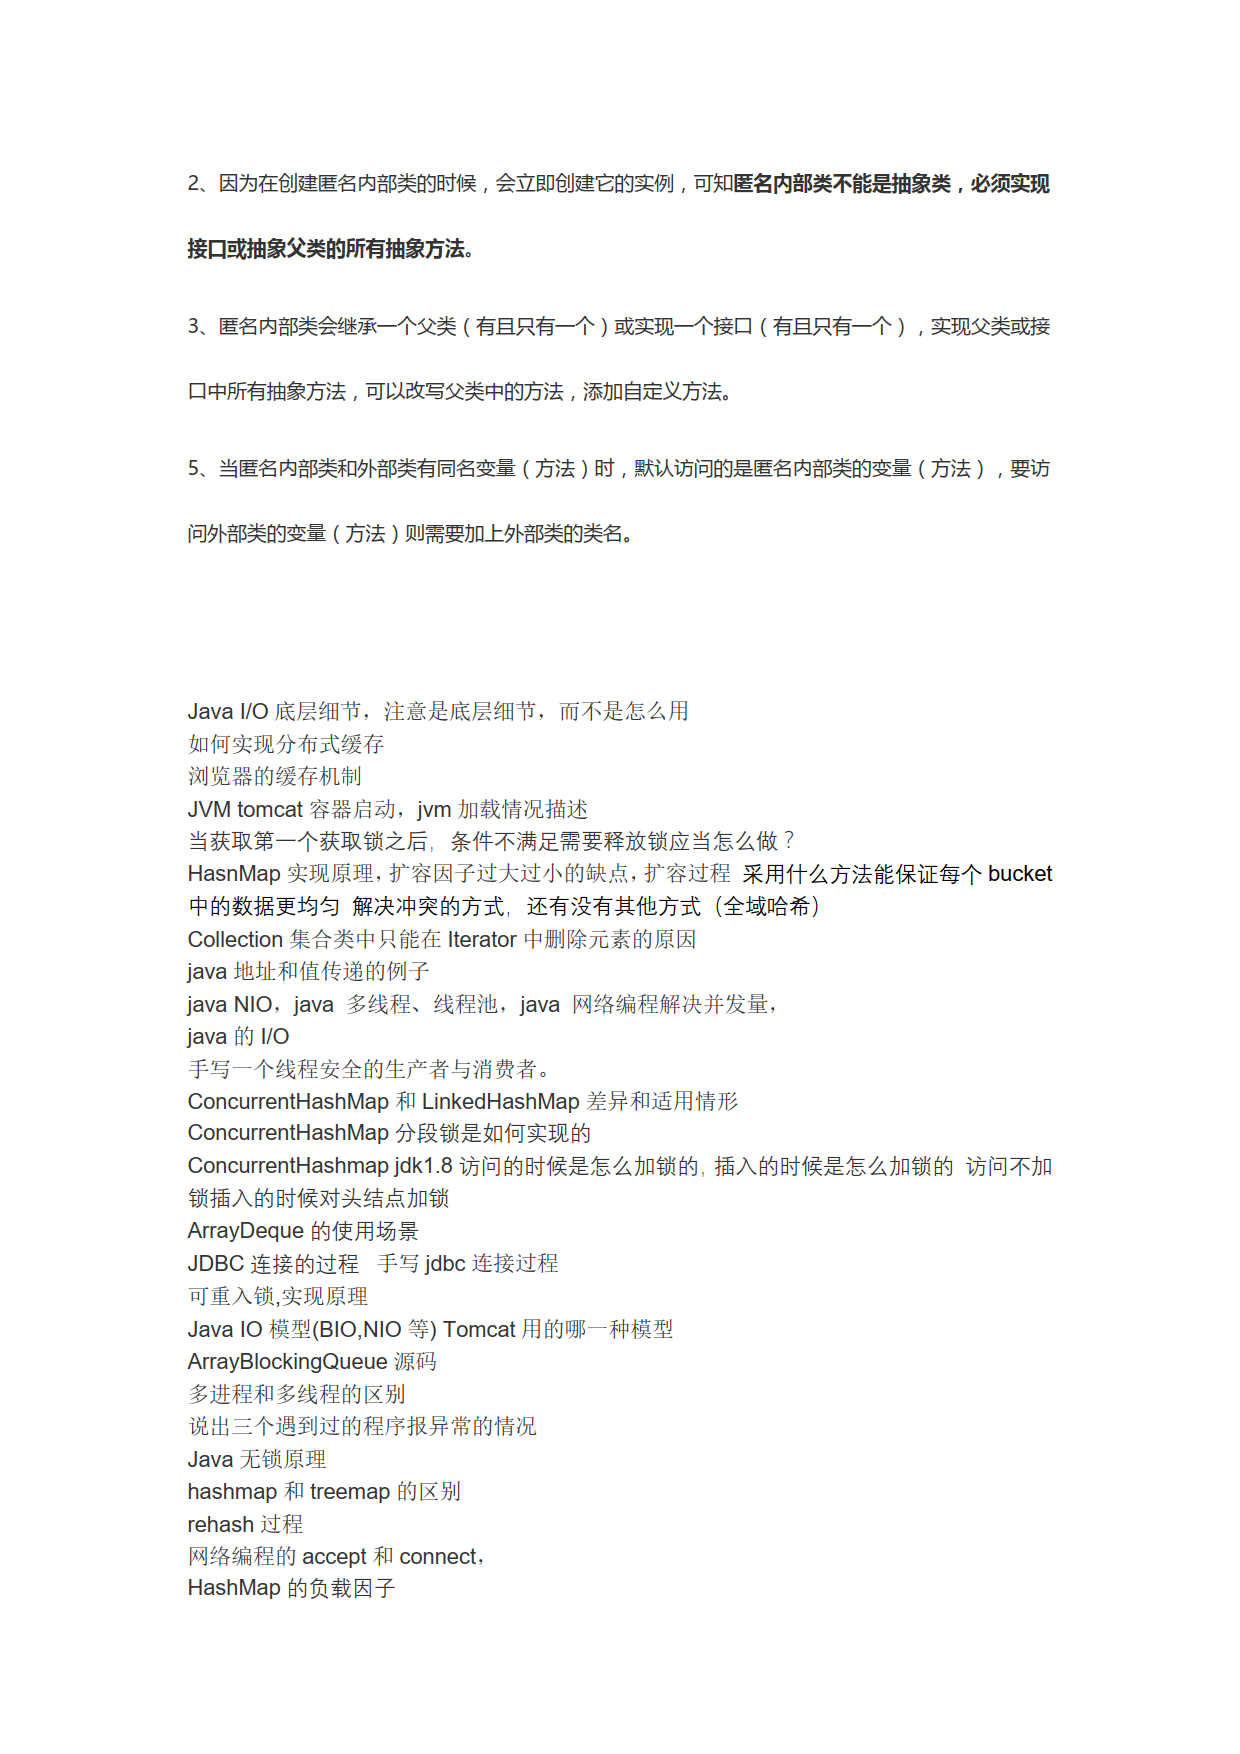 2、因为在创建匿名内部类的时候，会立即创建它的实例，可知匿名内部类不能是抽象类，必须实现
接口或抽象父类的所有抽象方法。
3、匿名内部类会继承一个父类（有且只有一个）或实现一个接口（有且只有一个），实现父类或接
口中所有抽象方法，可以改写父类中的方法，添加自定义方法。
5、当匿名内部类和外部类有同名变量（方法）时，默认访问的是匿名内部类的变量（方法），要访
问外部类的变量（方法）则需要加上外部类的类名。
Java I/O 底层细节，注意是底层细节，而不是怎么用
如何实现分布式缓存
浏览器的缓存机制
JVM tomcat 容器启动，jvm 加载情况描述
当获取第一个获取锁之后，条件不满足需要释放锁应当怎么做？
HasnMap 实现原理，扩容因子过大过小的缺点，扩容过程 采用什么方法能保证每个 bucket
中的数据更均匀 解决冲突的方式，还有没有其他方式（全域哈希）
Collection 集合类中只能在 Iterator 中删除元素的原因
java 地址和值传递的例子
java NIO，java 多线程、线程池，java 网络编程解决并发量，
java 的 I/O
手写一个线程安全的生产者与消费者。
ConcurrentHashMap 和 LinkedHashMap 差异和适用情形
ConcurrentHashMap 分段锁是如何实现的
ConcurrentHashmap jdk1.8 访问的时候是怎么加锁的，插入的时候是怎么加锁的 访问不加
锁插入的时候对头结点加锁
ArrayDeque 的使用场景
JDBC 连接的过程 手写 jdbc 连接过程
可重入锁,实现原理
Java IO 模型(BIO,NIO 等) Tomcat 用的哪一种模型
ArrayBlockingQueue 源码
多进程和多线程的区别
说出三个遇到过的程序报异常的情况
Java 无锁原理
hashmap 和 treemap 的区别
rehash 过程
网络编程的 accept 和 connect，
HashMap 的负载因子